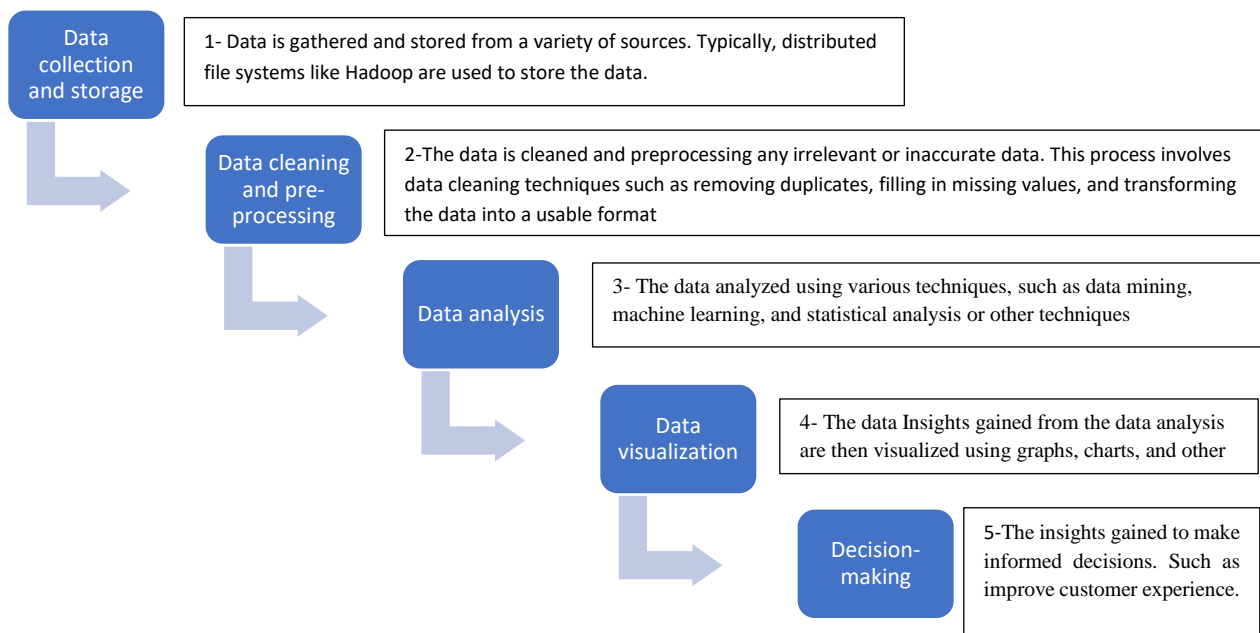 Data
collection
and storage
1- Data is gathered and stored from a variety of sources. Typically, distributed
file systems like Hadoop are used to store the data.
Data cleaning
and pre-
processing
2-The data is cleaned and preprocessing any irrelevant or inaccurate data. This process involves
data cleaning techniques such as removing duplicates, filling in missing values, and transforming
the data into a usable format
Data analysis
3- The data analyzed using various techniques, such as data mining,
machine learning, and statistical analysis or other techniques
Data
visualization
4- The data Insights gained from the data analysis
are then visualized using graphs, charts, and other
Decision-
making
5-The insights gained to make
informed decisions. Such as
improve customer experience.